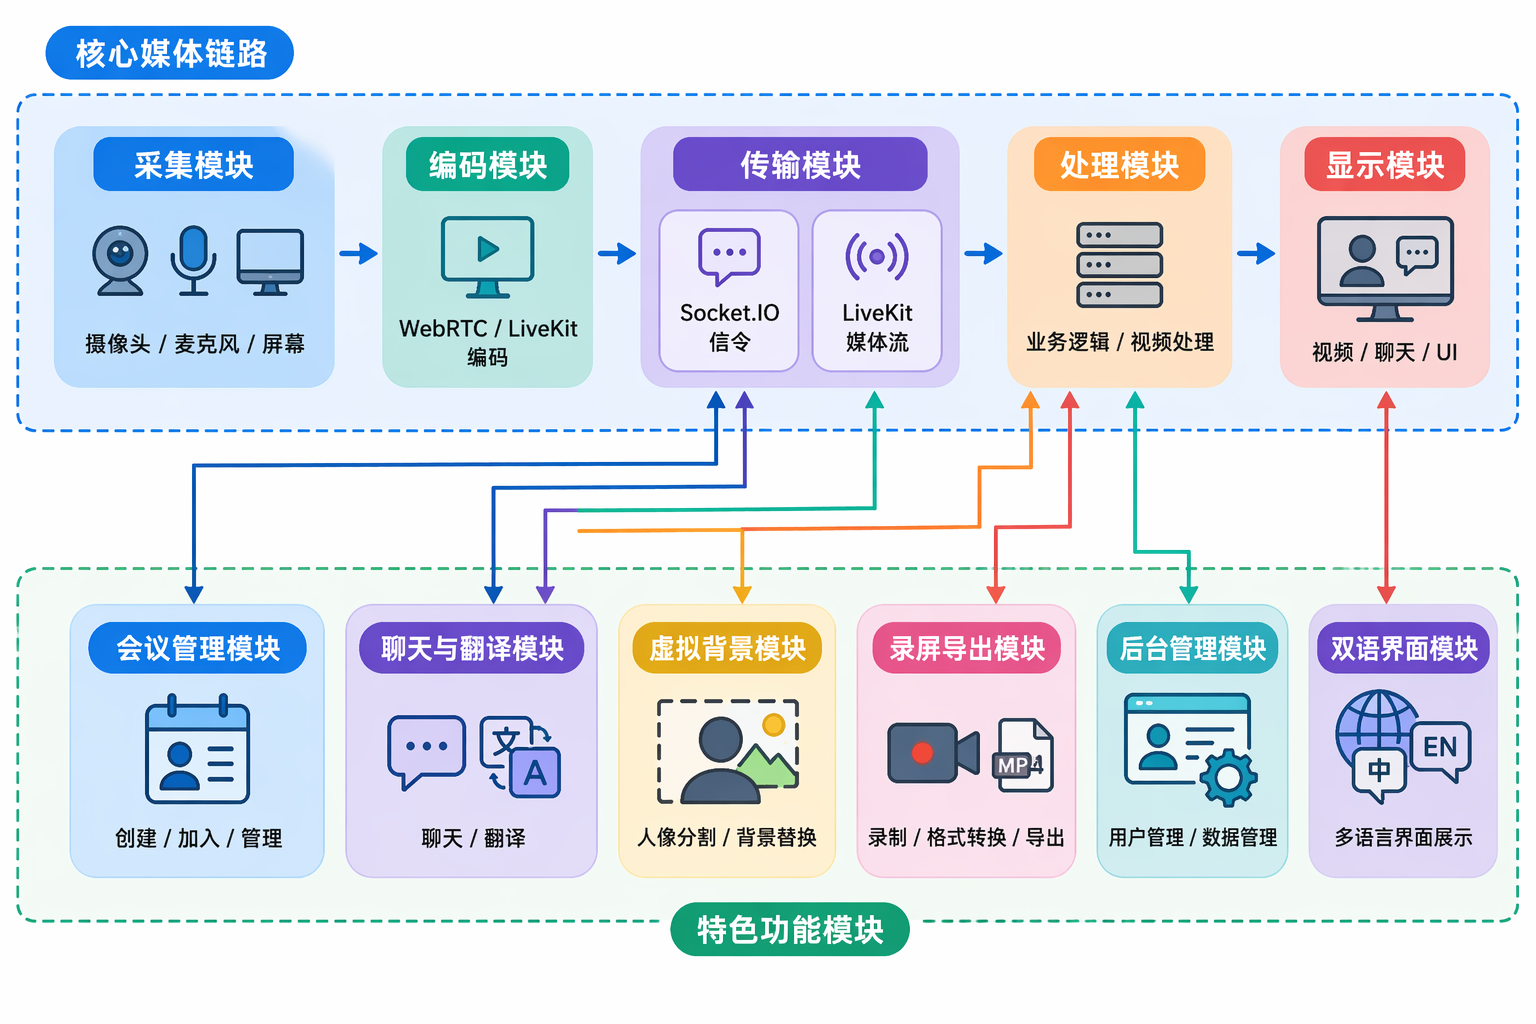 核心媒体链路
采集模块
摄像头 / 麦克风 / 屏幕
编码模块
WebRTC / LiveKit
编码
传输模块
Socket.IO
信令
LiveKit
媒体流
处理模块
业务逻辑 / 视频处理
显示模块
视频 / 聊天 / UI
会议管理模块
创建 / 加入 / 管理
聊天与翻译模块
文
A
聊天 / 翻译
虚拟背景模块
人像分割 / 背景替换
录屏导出模块
MP4
录制 / 格式转换 / 导出
后台管理模块
用户管理 / 数据管理
双语界面模块
EN
中
多语言界面展示
特色功能模块